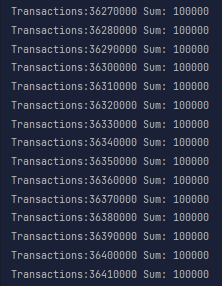 Transactions:36270000 Sum: 100000
Transactions:36280000 Sum: 100000
Transactions:36290000 Sum: 100000
Transactions:36300000 Sum: 100000
Transactions:36310000 Sum: 100000
Transactions:36320000 Sum: 100000
Transactions:36330000 Sum: 100000
Transactions:36340000 Sum: 100000
Transactions:36350000 Sum: 100000
Transactions:36360000 Sum: 100000
Transactions:36370000 Sum: 100000
Transactions:36380000 Sum: 100000
Transactions:36390000 Sum: 100000
Transactions:36400000 Sum: 100000
Transactions:36410000 Sum: 100000